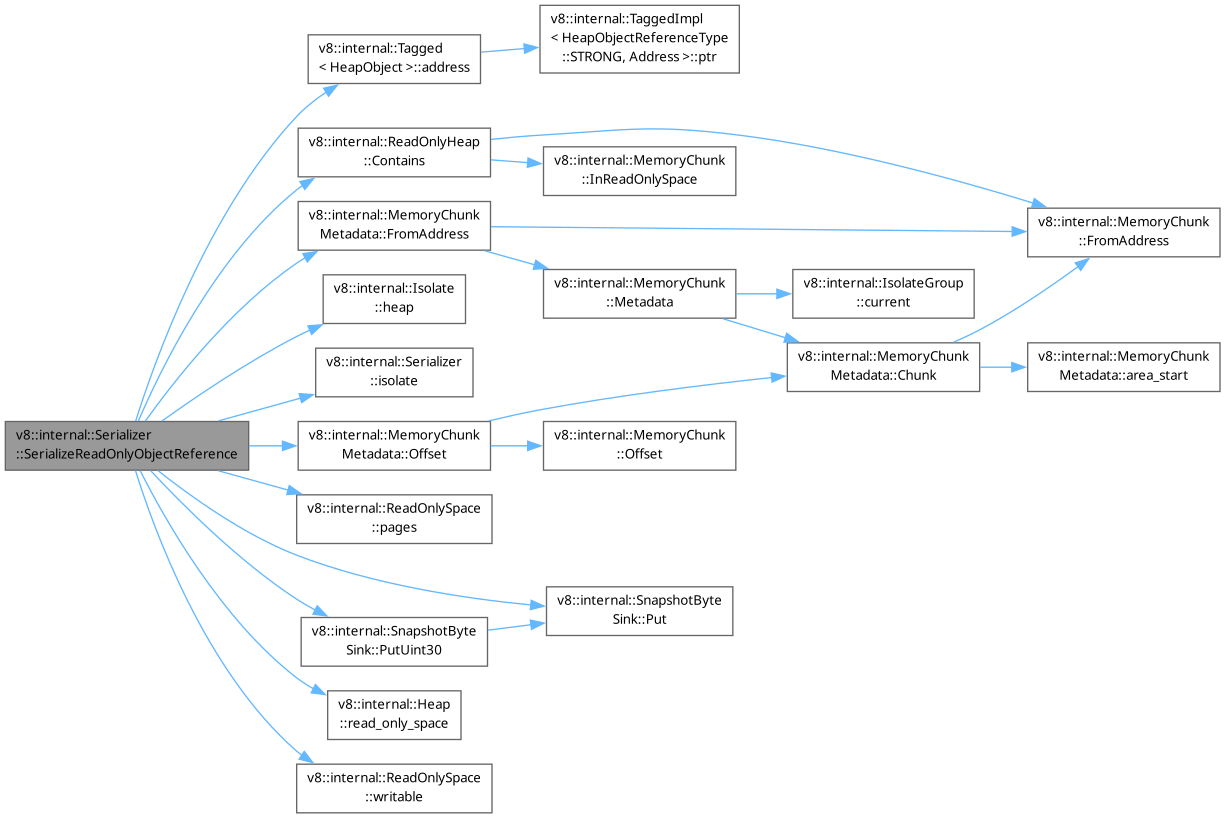 v8::internal::Serializer
::SerializeReadOnlyObjectReference
v8::internal::Tagged
< HeapObject >::address
v8::internal::TaggedImpl
< HeapObjectReferenceType
::STRONG, Address >::ptr
v8::internal::ReadOnlyHeap
::Contains
v8::internal::MemoryChunk
::InReadOnlySpace
v8::internal::MemoryChunk
::FromAddress
v8::internal::MemoryChunk
Metadata::FromAddress
v8::internal::MemoryChunk
::Metadata
v8::internal::IsolateGroup
::current
v8::internal::MemoryChunk
Metadata::Chunk
v8::internal::MemoryChunk
Metadata::area_start
v8::internal::Isolate
::heap
v8::internal::Serializer
::isolate
v8::internal::MemoryChunk
Metadata::Offset
v8::internal::MemoryChunk
::Offset
v8::internal::ReadOnlySpace
::pages
v8::internal::SnapshotByte
Sink::Put
v8::internal::SnapshotByte
Sink::PutUint30
v8::internal::Heap
::read_only_space
v8::internal::ReadOnlySpace
::writable